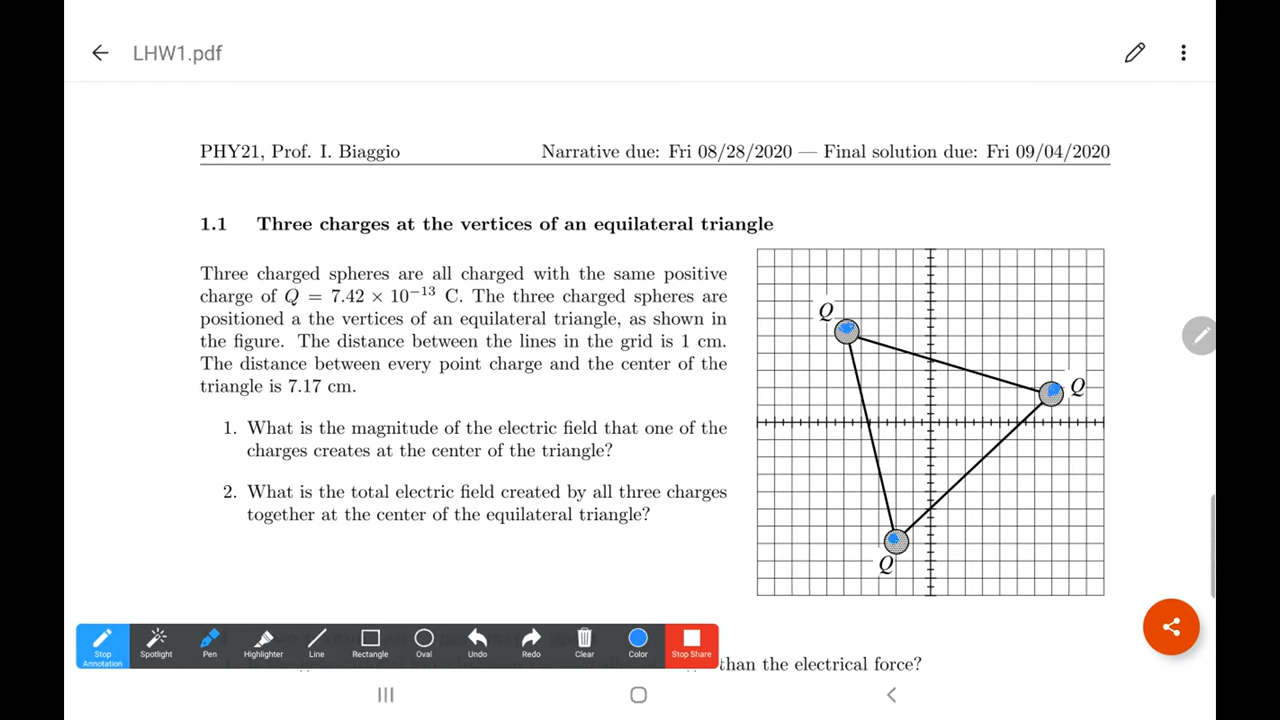 LHW1.pdf
PHY21, Prof. I. Biaggio
Narrative due: Fri 08/28/2020 — Final solution due: Fri 09/04/2020
1.1 Three charges at the vertices of an equilateral triangle
Three charged spheres are all charged with the same positive
charge of Q = 7.42 × 10⁻¹³ C. The three charged spheres are
positioned a the vertices of an equilateral triangle, as shown in
the figure. The distance between the lines in the grid is 1 cm.
The distance between every point charge and the center of the
triangle is 7.17 cm.
1. What is the magnitude of the electric field that one of the
charges creates at the center of the triangle?
2. What is the total electric field created by all three charges
together at the center of the equilateral triangle?
Q
Q
Q
Stop Annotation
Spotlight
Pen
Highlighter
Line
Rectangle
Oval
Undo
Redo
Clear
Color
Stop Share
than the electrical force?